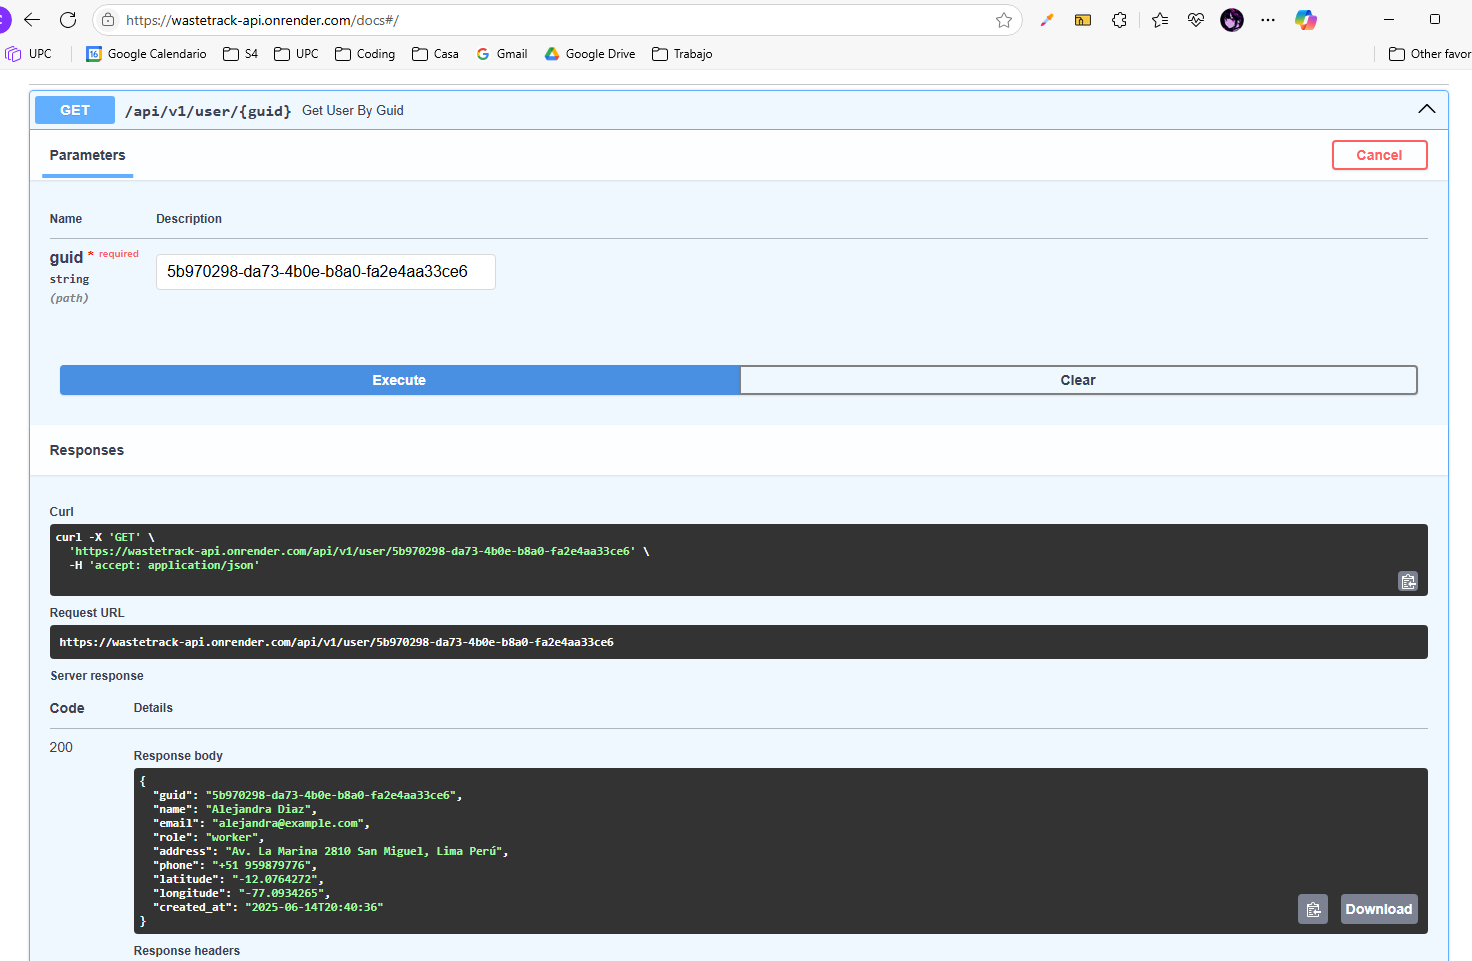 https://wastetrack-api.onrender.com/docs#/
UPC
16 Google Calendario
S4
UPC
Coding
Casa
Gmail
Google Drive
Trabajo
Other favor
GET /api/v1/user/{guid} Get User By Guid
Parameters
Cancel
Name Description
guid * required
string
(path)
5b970298-da73-4b0e-b8a0-fa2e4aa33ce6
Execute
Clear
Responses
Curl
curl -X 'GET' \
'https://wastetrack-api.onrender.com/api/v1/user/5b970298-da73-4b0e-b8a0-fa2e4aa33ce6' \
-H 'accept: application/json'
Request URL
https://wastetrack-api.onrender.com/api/v1/user/5b970298-da73-4b0e-b8a0-fa2e4aa33ce6
Server response
Code Details
200
Response body
{
"guid": "5b970298-da73-4b0e-b8a0-fa2e4aa33ce6",
"name": "Alejandra Diaz",
"email": "alejandra@example.com",
"role": "worker",
"address": "Av. La Marina 2810 San Miguel, Lima Perú",
"phone": "+51 959879776",
"latitude": "-12.0764272",
"longitude": "-77.0934265",
"created_at": "2025-06-14T20:40:36"
}
Download
Response headers